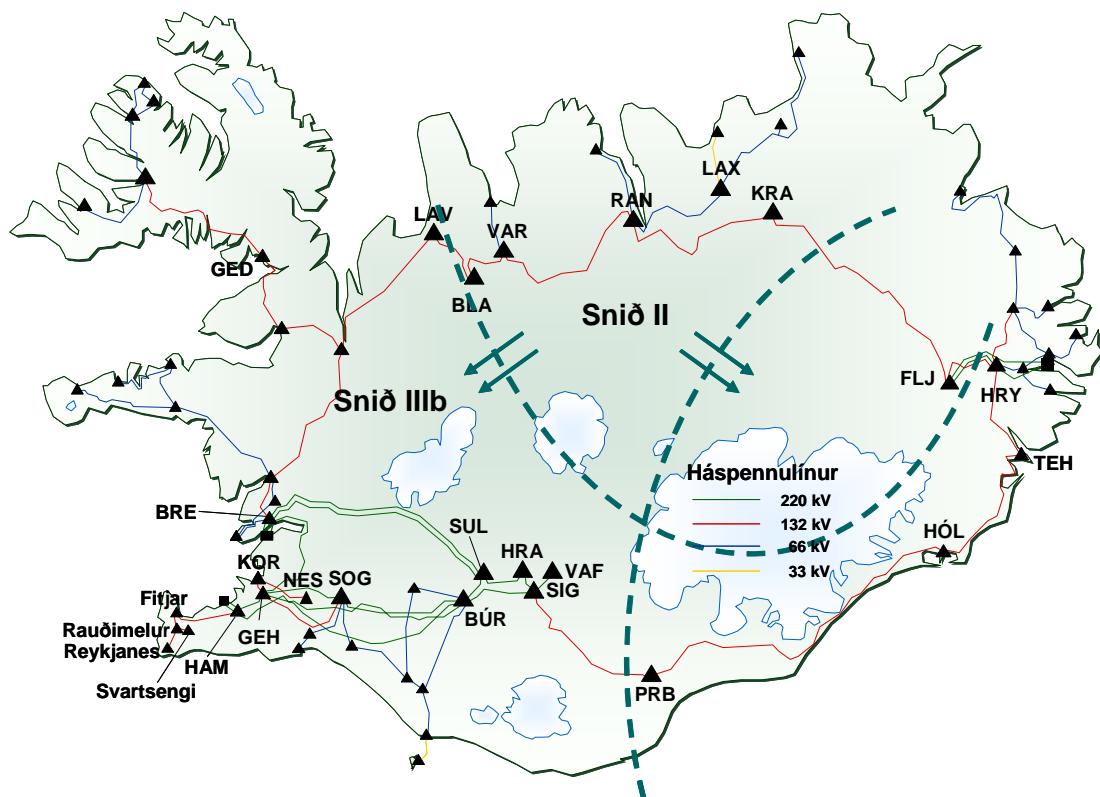 LAX
KRA
RAN
LAV
VAR
GED
BLA
Snið II
FLJ
HRY
Snið IIIb
TEH
Háspennulínur
220 kV
132 kV
66 kV
33 kV
BRE
SUL
HÓL
HRA
VAF
KOR
NES
SOG
SIG
Fitjar
BÚR
Rauðimelur
GEH
Reykjanes
HAM
Svartsengi
PRB